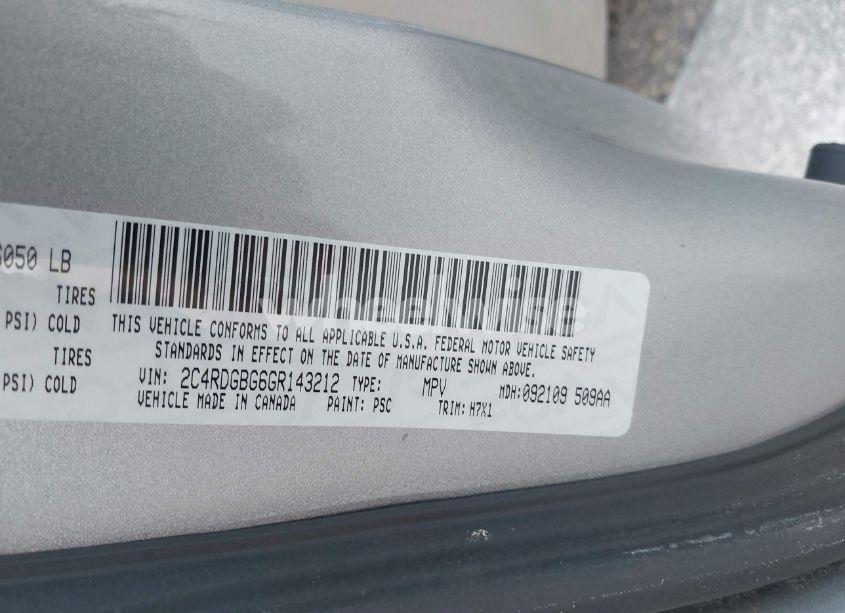 6050 LB
TIRES
PSI) COLD
TIRES
PSI) COLD
THIS VEHICLE CONFORMS TO ALL APPLICABLE U.S.A. FEDERAL MOTOR VEHICLE SAFETY
STANDARDS IN EFFECT ON THE DATE OF MANUFACTURE SHOWN ABOVE.
VIN: 2C4RDGBG6GR143212 TYPE: MPV MDH:092109 509AA
VEHICLE MADE IN CANADA PAINT: PSC TRIM: H7X1